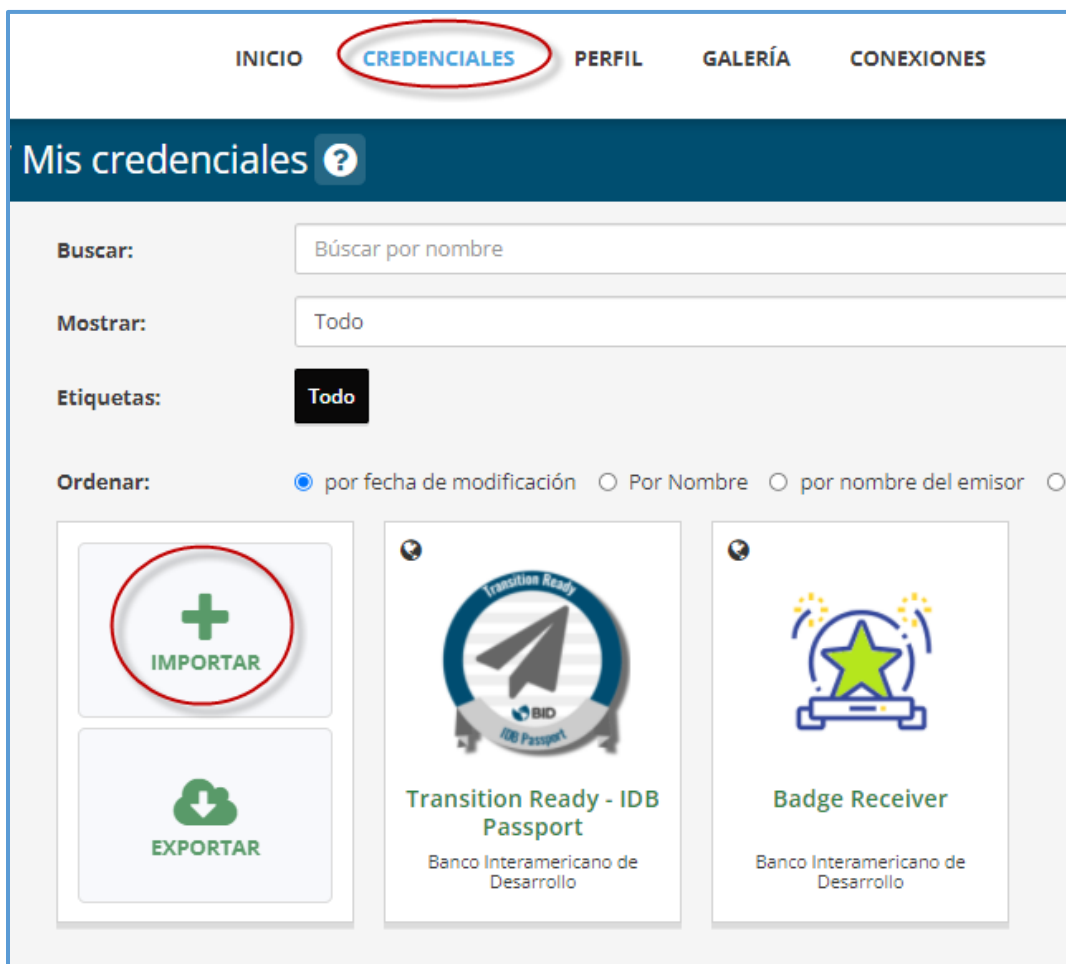 INICIO CREDENCIALES PERFIL GALERÍA CONEXIONES
Mis credenciales ?
Buscar: Búscar por nombre
Mostrar: Todo
Etiquetas: Todo
Ordenar: por fecha de modificación Por Nombre por nombre del emisor
IMPORTAR
EXPORTAR
Transition Ready
BID
IDB Passport
Transition Ready - IDB
Passport
Banco Interamericano de
Desarrollo
Badge Receiver
Banco Interamericano de
Desarrollo